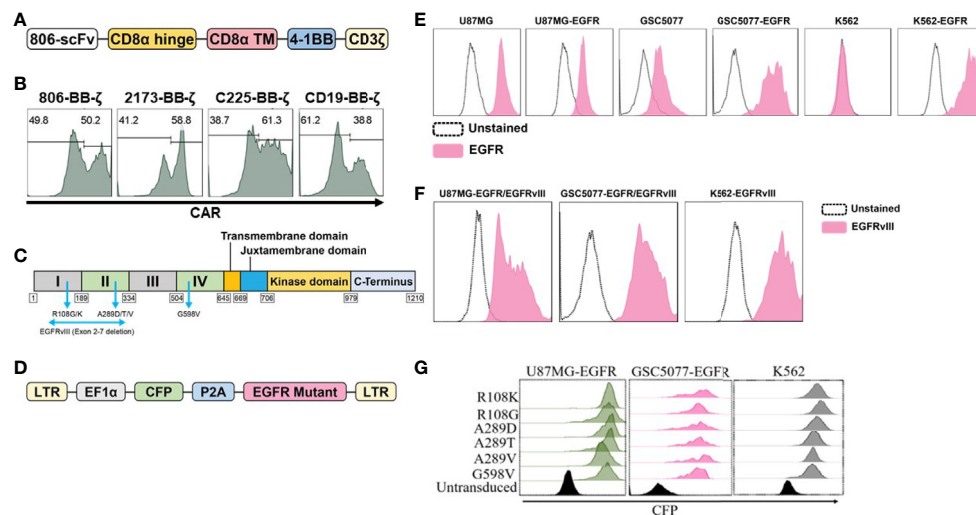 A
806-scFv CD8α hinge CD8α TM 4-1BB CD3ζ
B
806-BB-ζ 2173-BB-ζ C225-BB-ζ CD19-BB-ζ
49.8 50.2 41.2 58.8 38.7 61.3 61.2 38.8
CAR
C
Transmembrane domain
Juxtamembrane domain
I II III IV Kinase domain C-Terminus
1 189 334 504 645 669 706 979 1210
R108G/K A289D/T/V G598V
EGFRvIII (Exon 2-7 deletion)
D
LTR EF1α CFP P2A EGFR Mutant LTR
E
U87MG U87MG-EGFR GSC5077 GSC5077-EGFR K562 K562-EGFR
Unstained
EGFR
F
U87MG-EGFR/EGFRvIII GSC5077-EGFR/EGFRvIII K562-EGFRvIII
Unstained
EGFRvIII
G
U87MG-EGFR GSC5077-EGFR K562
R108K
R108G
A289D
A289T
A289V
G598V
Untransduced
CFP